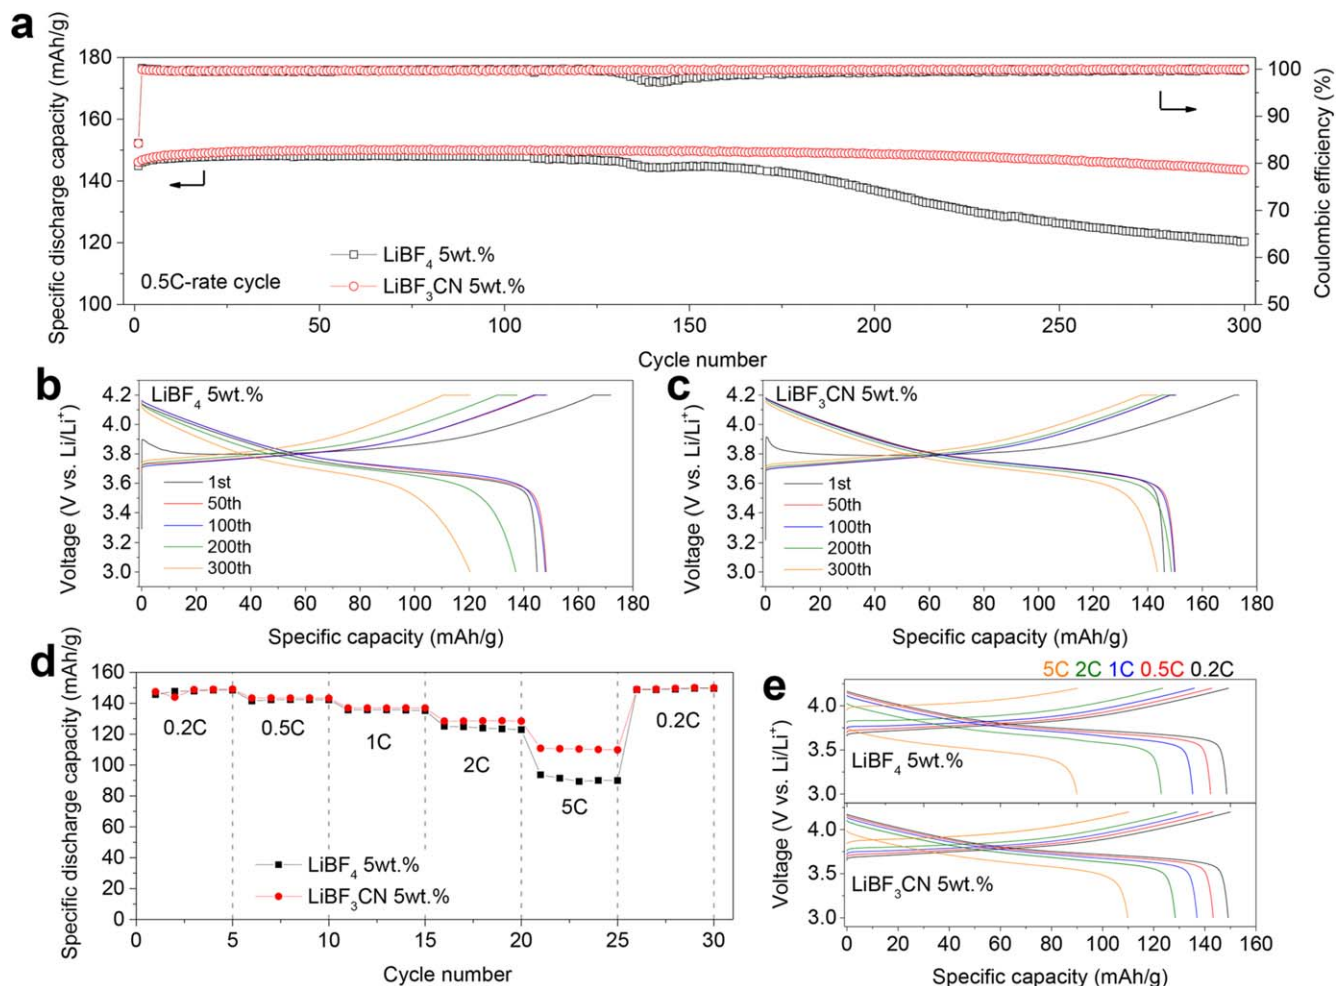 a
Specific discharge capacity (mAh/g)
180
160
140
120
100
100
90
80
70
60
50
Coulombic efficiency (%)
LiBF₄ 5wt.%
LiBF₃CN 5wt.%
0.5C-rate cycle
0 50 100 150 200 250 300
Cycle number
b
Voltage (V vs. Li/Li⁺)
4.2
4.0
3.8
3.6
3.4
3.2
3.0
LiBF₄ 5wt.%
1st
50th
100th
200th
300th
0 20 40 60 80 100 120 140 160 180
Specific capacity (mAh/g)
c
Voltage (V vs. Li/Li⁺)
4.2
4.0
3.8
3.6
3.4
3.2
3.0
LiBF₃CN 5wt.%
1st
50th
100th
200th
300th
0 20 40 60 80 100 120 140 160 180
Specific capacity (mAh/g)
d
Specific discharge capacity (mAh/g)
160
140
120
100
80
60
40
20
0
0.2C 0.5C 1C 2C 5C 0.2C
LiBF₄ 5wt.%
LiBF₃CN 5wt.%
0 5 10 15 20 25 30
Cycle number
e
5C 2C 1C 0.5C 0.2C
Voltage (V vs. Li/Li⁺)
4.0
3.5
3.0
LiBF₄ 5wt.%
4.0
3.5
3.0
LiBF₃CN 5wt.%
0 20 40 60 80 100 120 140 160
Specific capacity (mAh/g)